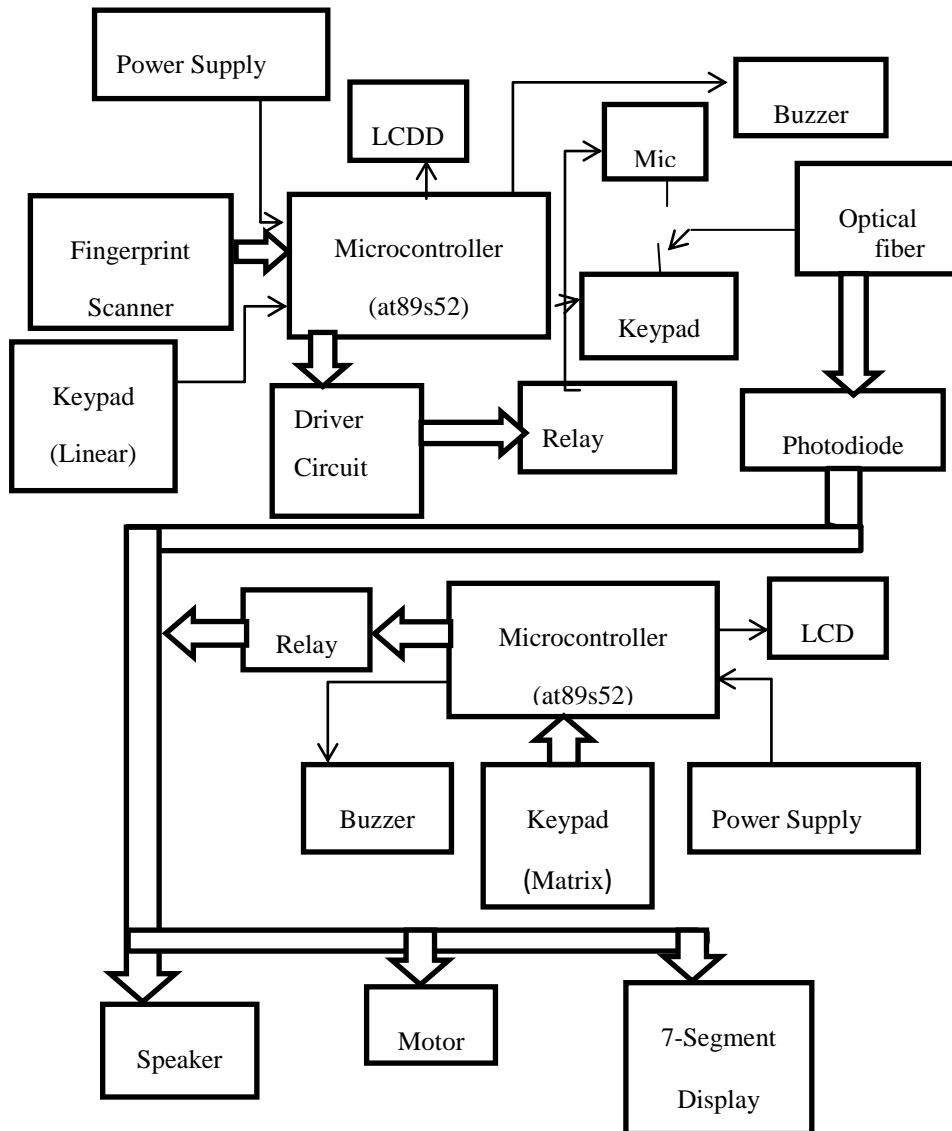 Power Supply
LCDD
Buzzer
Mic
Fingerprint
Scanner
Microcontroller
(at89s52)
Optical
fiber
Keypad
Keypad
(Linear)
Driver
Circuit
Relay
Photodiode
Relay
Microcontroller
(at89s52)
LCD
Buzzer
Keypad
(Matrix)
Power Supply
Speaker
Motor
7-Segment
Display